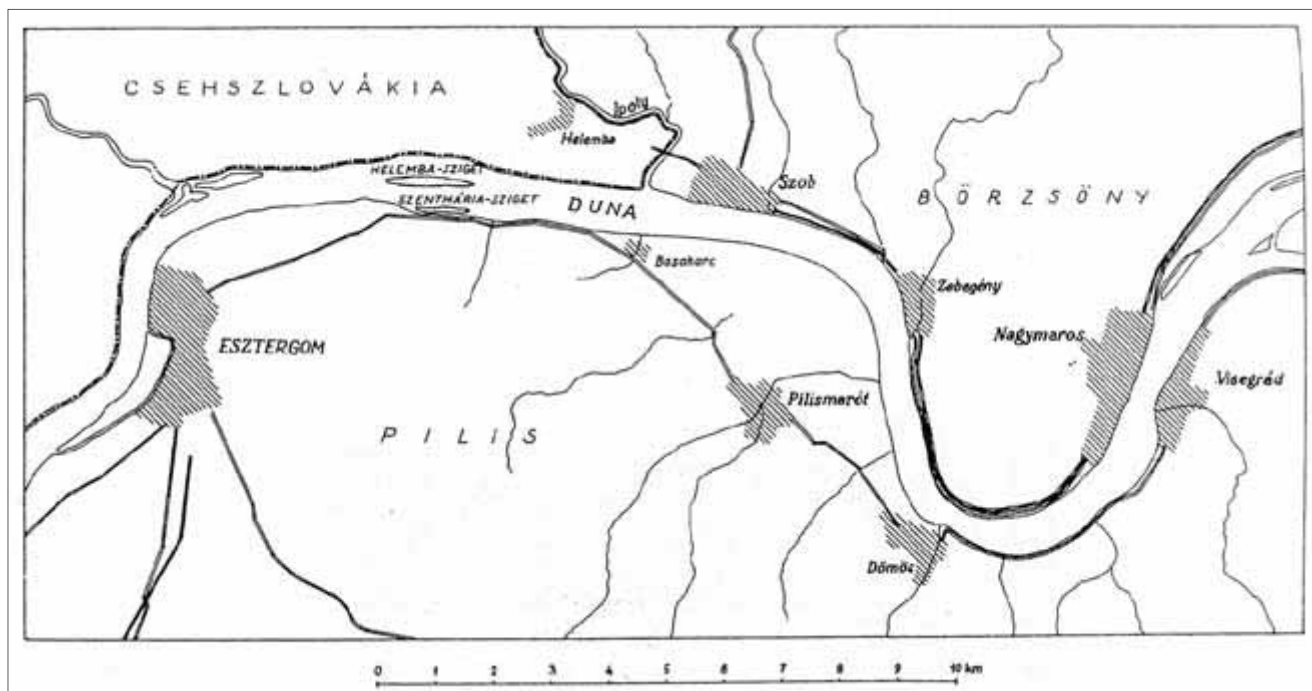 CSEHSZLOVÁKIA
Ipoly
Helemba
HELEMBA-SZIGET
SZENTMÁRIA-SZIGET
DUNA
Szob
BÖRZSÖNY
Basaharc
Zebegény
Nagymaros
ESZTERGOM
Visegrád
Pilismarót
PILIS
Dömös
0 1 2 3 4 5 6 7 8 9 10 km